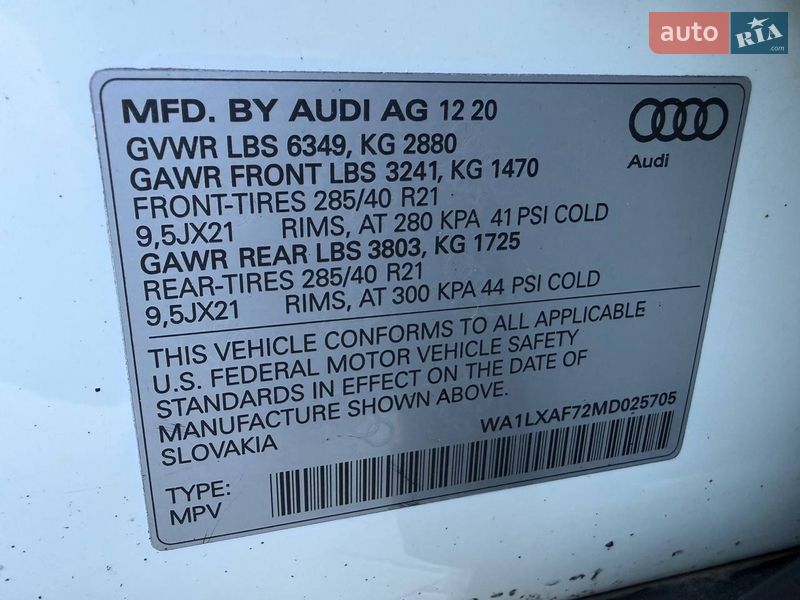 auto RIA.com
MFD. BY AUDI AG 12 20
GVWR LBS 6349, KG 2880
GAWR FRONT LBS 3241, KG 1470
FRONT-TIRES 285/40 R21
9,5JX21 RIMS, AT 280 KPA 41 PSI COLD
GAWR REAR LBS 3803, KG 1725
REAR-TIRES 285/40 R21
9,5JX21 RIMS, AT 300 KPA 44 PSI COLD
Audi
THIS VEHICLE CONFORMS TO ALL APPLICABLE
U.S. FEDERAL MOTOR VEHICLE SAFETY
STANDARDS IN EFFECT ON THE DATE OF
MANUFACTURE SHOWN ABOVE.
SLOVAKIA
WA1LXAF72MD025705
TYPE:
MPV